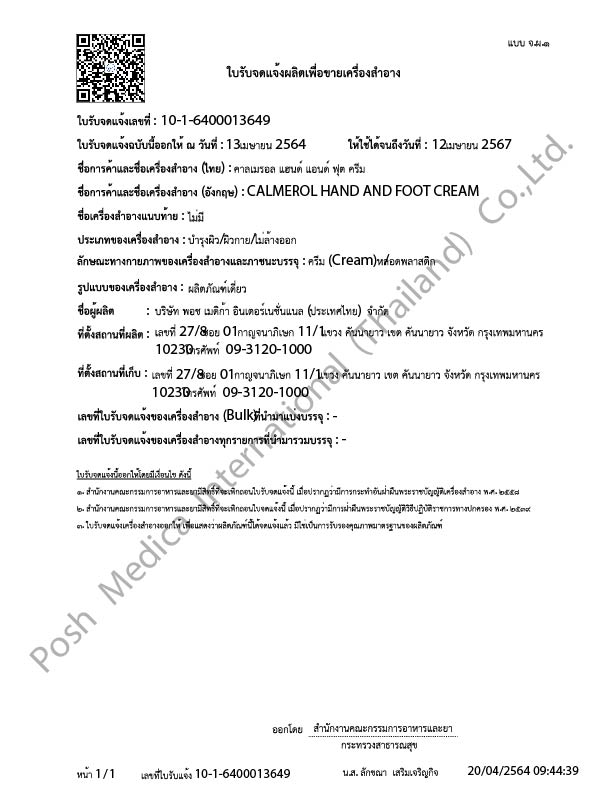 แบบ จ.ผ.๑
ใบรับจดแจ้งผลิตเพื่อขายเครื่องสำอาง
ใบรับจดแจ้งเลขที่ : 10-1-6400013649
ใบรับจดแจ้งฉบับนี้ออกให้ ณ วันที่ : 13เมษายน 2564 ให้ใช้ได้จนถึงวันที่ : 12เมษายน 2567
ชื่อการค้าและชื่อเครื่องสำอาง (ไทย) : คาลเมรอล แฮนด์ แอนด์ ฟุต ครีม
ชื่อการค้าและชื่อเครื่องสำอาง (อังกฤษ) : CALMEROL HAND AND FOOT CREAM
ชื่อเครื่องสำอางแนบท้าย : ไม่มี
ประเภทของเครื่องสำอาง : บำรุงผิว/ผิวกาย/ไม่ล้างออก
ลักษณะทางกายภาพของเครื่องสำอางและภาชนะบรรจุ : ครีม (Cream)หลอดพลาสติก
รูปแบบของเครื่องสำอาง : ผลิตภัณฑ์เดี่ยว
ชื่อผู้ผลิต : บริษัท พอช เมดิก้า อินเตอร์เนชั่นแนล (ประเทศไทย) จำกัด
ที่ตั้งสถานที่ผลิต : เลขที่ 27/8ซอย 01กาญจนาภิเษก 11/1แขวง คันนายาว เขต คันนายาว จังหวัด กรุงเทพมหานคร
10230โทรศัพท์ 09-3120-1000
ที่ตั้งสถานที่เก็บ : เลขที่ 27/8ซอย 01กาญจนาภิเษก 11/1แขวง คันนายาว เขต คันนายาว จังหวัด กรุงเทพมหานคร
10230โทรศัพท์ 09-3120-1000
เลขที่ใบรับจดแจ้งของเครื่องสำอาง (Bulk)ที่นำมาแบ่งบรรจุ : -
เลขที่ใบรับจดแจ้งของเครื่องสำอางทุกรายการที่นำมารวมบรรจุ : -
ใบรับจดแจ้งนี้ออกให้โดยมีเงื่อนไข ดังนี้
๑. สำนักงานคณะกรรมการอาหารและยามีสิทธิ์ที่จะเพิกถอนใบรับจดแจ้งนี้ เมื่อปรากฏว่ามีการกระทำอันฝ่าฝืนพระราชบัญญัติเครื่องสำอาง พ.ศ. ๒๕๕๘
๒. สำนักงานคณะกรรมการอาหารและยามีสิทธิ์ที่จะเพิกถอนใบจดแจ้งนี้ เมื่อปรากฏว่ามีการฝ่าฝืนพระราชบัญญัติวิธีปฏิบัติราชการทางปกครอง พ.ศ. ๒๕๓๙
๓. ใบรับจดแจ้งเครื่องสำอางออกให้ เพื่อแสดงว่าผลิตภัณฑ์นี้ได้จดแจ้งแล้ว มิใช่เป็นการรับรองคุณภาพมาตรฐานของผลิตภัณฑ์
Posh Medica International (Thailand) Co.,Ltd.
ออกโดย สำนักงานคณะกรรมการอาหารและยา
กระทรวงสาธารณสุข
หน้า 1/1 เลขที่ใบรับแจ้ง 10-1-6400013649 น.ส. ลักขณา เสริมเจริญกิจ 20/04/2564 09:44:39